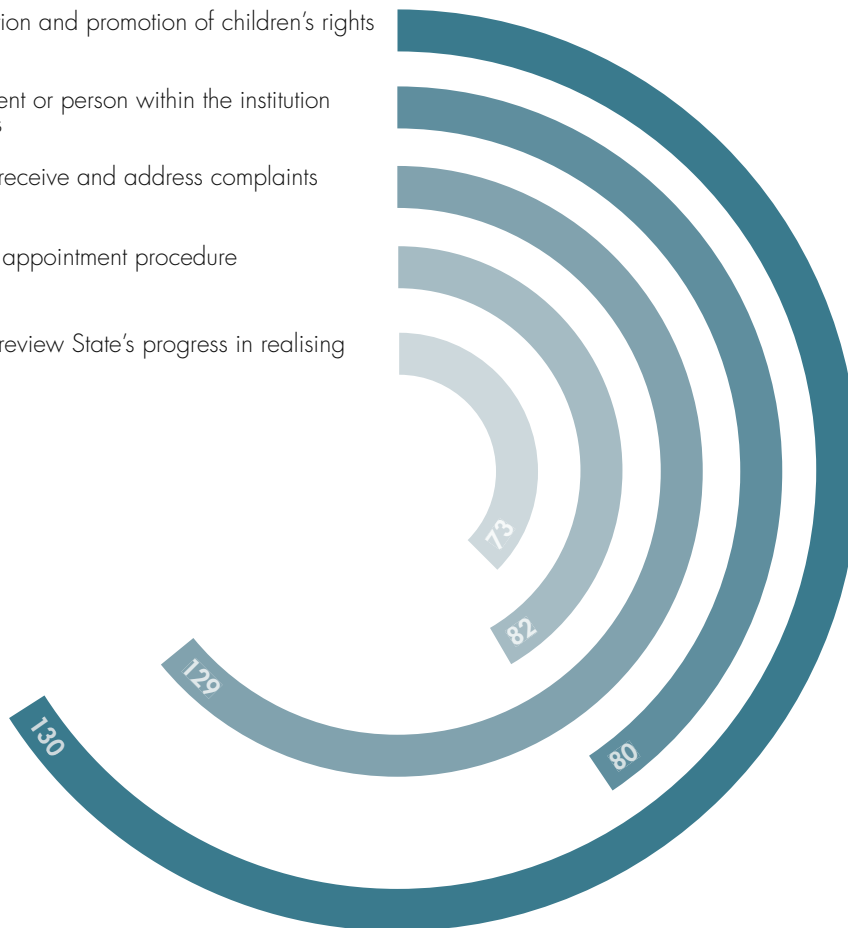 tion and promotion of children's rights
ent or person within the institution
s
receive and address complaints
appointment procedure
review State's progress in realising
73
82
129
80
130